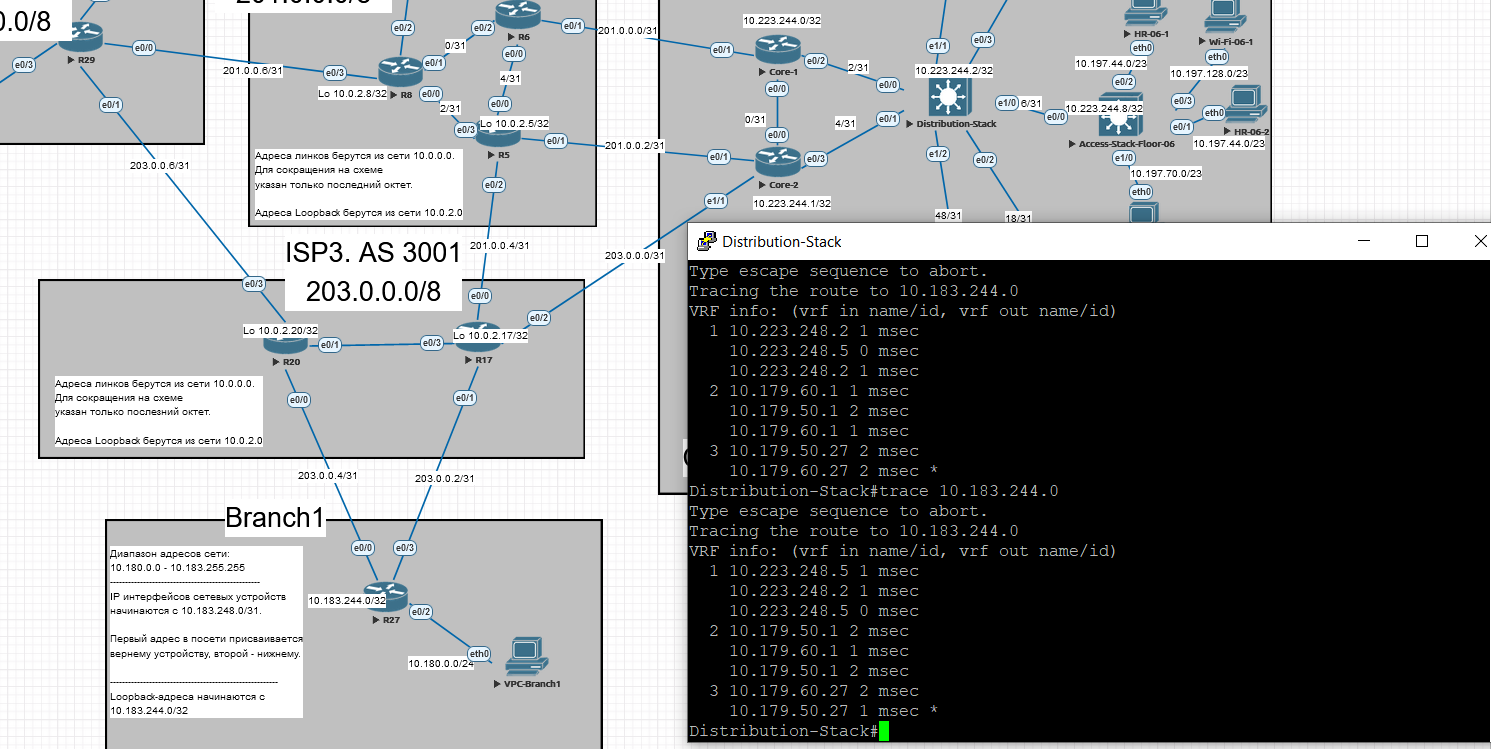 201.0.0.0/8
0.0/8
e0/0
e0/3
R29
e0/1
201.0.0.6/31
203.0.0.6/31
e0/2
0/31
e0/2
R6
e0/1
e0/0
201.0.0.0/31
e0/3
e0/1
Lo 10.0.2.8/32
R8
e0/0
4/31
2/31
e0/0
e0/3
Lo 10.0.2.5/32
R5
e0/1
201.0.0.2/31
e0/2
Адреса линков берутся из сети 10.0.0.0.
Для сокращения на схеме
указан только последний октет.
Адреса Loopback берутся из сети 10.0.2.0
201.0.0.4/31
10.223.244.0/32
e0/1
Core-1
e0/2
2/31
e0/0
0/31
e0/0
e0/1
Core-2
e0/3
e1/1
10.223.244.1/32
4/31
203.0.0.0/31
e1/1
e0/3
10.223.244.2/32
e0/0
e0/1
Distribution-Stack
e1/0
6/31
e0/0
e1/2
e0/2
48/31
18/31
10.223.244.8/32
Access-Stack-Floor-06
e0/2
e0/3
e0/1
e1/0
HR-06-1
eth0
10.197.44.0/23
Wi-Fi-06-1
eth0
10.197.128.0/23
eth0
HR-06-2
10.197.44.0/23
10.197.70.0/23
eth0
ISP3. AS 3001
203.0.0.0/8
e0/3
Lo 10.0.2.20/32
R20
e0/1
e0/0
e0/0
Lo 10.0.2.17/32
e0/3
e0/2
R17
e0/1
Адреса линков берутся из сети 10.0.0.0.
Для сокращения на схеме
указан только послезний октет.
Адреса Loopback берутся из сети 10.0.2.0
203.0.0.4/31
203.0.0.2/31
Branch1
Диапазон адресов сети:
10.180.0.0 - 10.183.255.255
IP интерфейсов сетевых устройств
начинаются с 10.183.248.0/31.
Первый адрес в посети присваивается
вернему устройству, второй - нижнему.
Loopback-адреса начинаются с
10.183.244.0/32
e0/0
e0/3
10.183.244.0/32
R27
e0/2
10.180.0.0/24
eth0
VPC-Branch1
Distribution-Stack
Type escape sequence to abort.
Tracing the route to 10.183.244.0
VRF info: (vrf in name/id, vrf out name/id)
1 10.223.248.2 1 msec
10.223.248.5 0 msec
10.223.248.2 1 msec
2 10.179.60.1 1 msec
10.179.50.1 2 msec
10.179.60.1 1 msec
3 10.179.50.27 2 msec
10.179.60.27 2 msec *
Distribution-Stack#trace 10.183.244.0
Type escape sequence to abort.
Tracing the route to 10.183.244.0
VRF info: (vrf in name/id, vrf out name/id)
1 10.223.248.5 1 msec
10.223.248.2 1 msec
10.223.248.5 0 msec
2 10.179.50.1 2 msec
10.179.60.1 1 msec
10.179.50.1 2 msec
3 10.179.60.27 2 msec
10.179.50.27 1 msec *
Distribution-Stack#